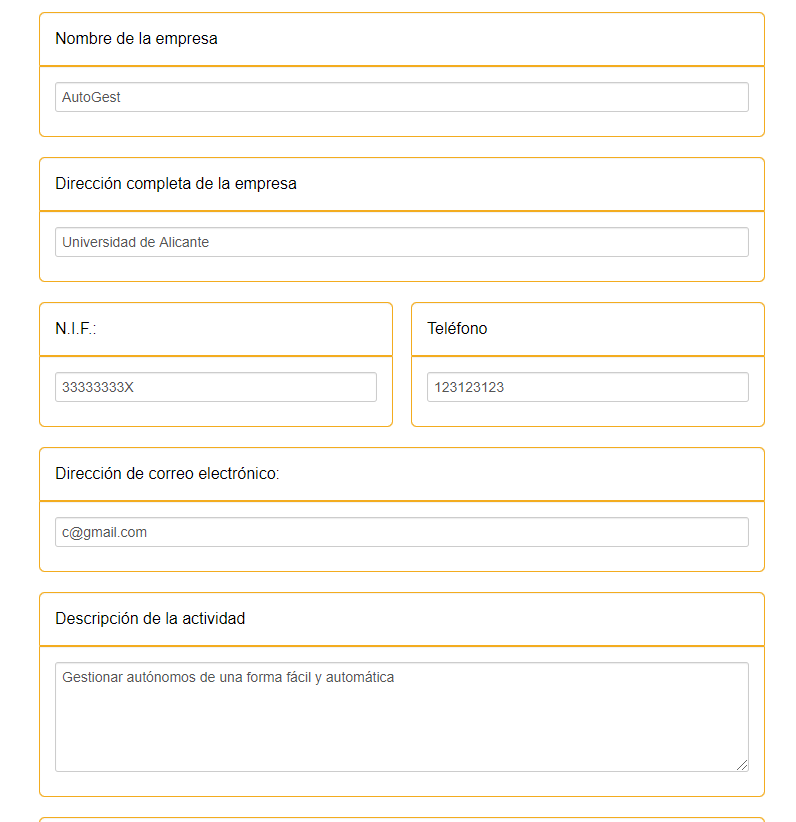 Nombre de la empresa
AutoGest
Dirección completa de la empresa
Universidad de Alicante
N.I.F.:
Teléfono
33333333X
123123123
Dirección de correo electrónico:
c@gmail.com
Descripción de la actividad
Gestionar autónomos de una forma fácil y automática